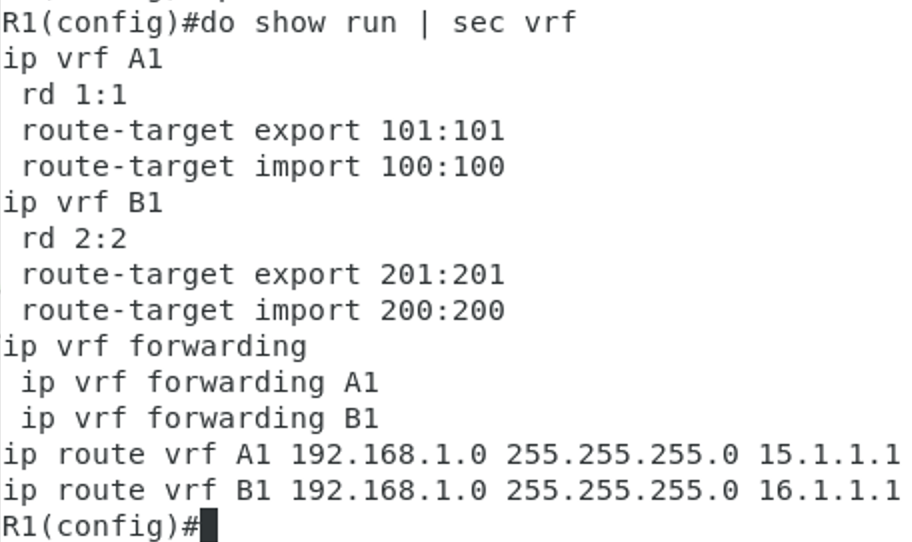 R1(config)#do show run | sec vrf
ip vrf A1
 rd 1:1
 route-target export 101:101
 route-target import 100:100
ip vrf B1
 rd 2:2
 route-target export 201:201
 route-target import 200:200
ip vrf forwarding
 ip vrf forwarding A1
 ip vrf forwarding B1
ip route vrf A1 192.168.1.0 255.255.255.0 15.1.1.1
ip route vrf B1 192.168.1.0 255.255.255.0 16.1.1.1
R1(config)#